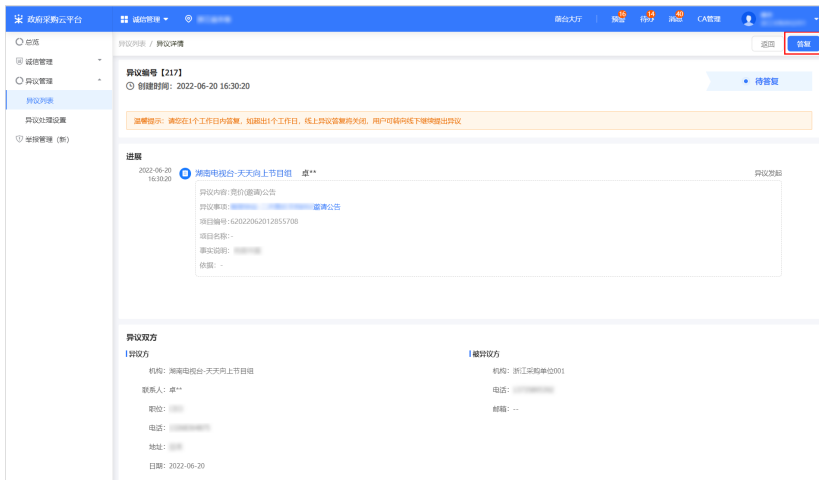 政府采购云平台
诚信管理
前台大厅
预警
16
待办
14
消息
40
CA管理
总览
诚信管理
异议管理
异议列表
异议处理设置
举报管理（新）
异议列表 / 异议详情
返回
答复
异议编号【217】
创建时间：2022-06-20 16:30:20
待答复
温馨提示：请您在1个工作日内答复，如超出1个工作日，线上异议答复将关闭，用户可转向线下继续提出异议
进展
2022-06-20
16:30:20
湖南电视台-天天向上节目组 卓**
异议发起
异议内容: 竞价(邀请)公告
异议事项:
邀请公告
项目编号: 62022062012855708
项目名称: -
事实说明:
依据: -
异议双方
异议方
被异议方
机构: 湖南电视台-天天向上节目组
机构: 浙江采购单位001
联系人: 卓**
电话:
职位:
邮箱: --
电话:
地址:
日期: 2022-06-20